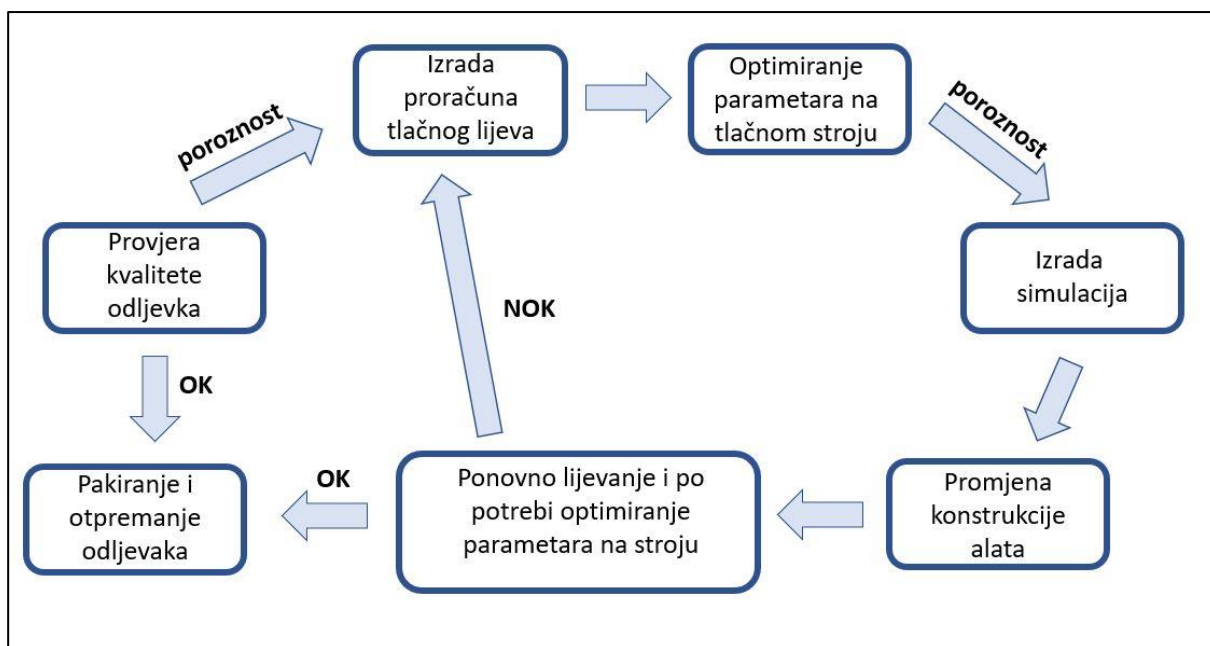 Izrada
proračuna
tlačnog lijeva
Optimiranje
parametara na
tlačnom stroju
poroznost
poroznost
Provjera
kvalitete
odljevka
Izrada
simulacija
NOK
OK
Pakiranje i
otpremanje
odljevaka
OK
Ponovno lijevanje i po
potrebi optimiranje
parametara na stroju
Promjena
konstrukcije
alata